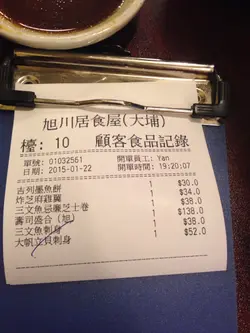 旭川居食屋(大埔)
檯: 10 顧客食品記錄
單號: 01032561 開單員工: Yan
日期: 2015-01-22 開單時間: 19:20:07
吉列墨魚餅 1 $30.0
炸芝麻雞翼 1 $34.0
三文魚忌廉芝士卷 1 $38.0
壽司盛合(旭) 1 $138.0
三文魚刺身 1 $38.0
大帆立貝刺身 1 $52.0